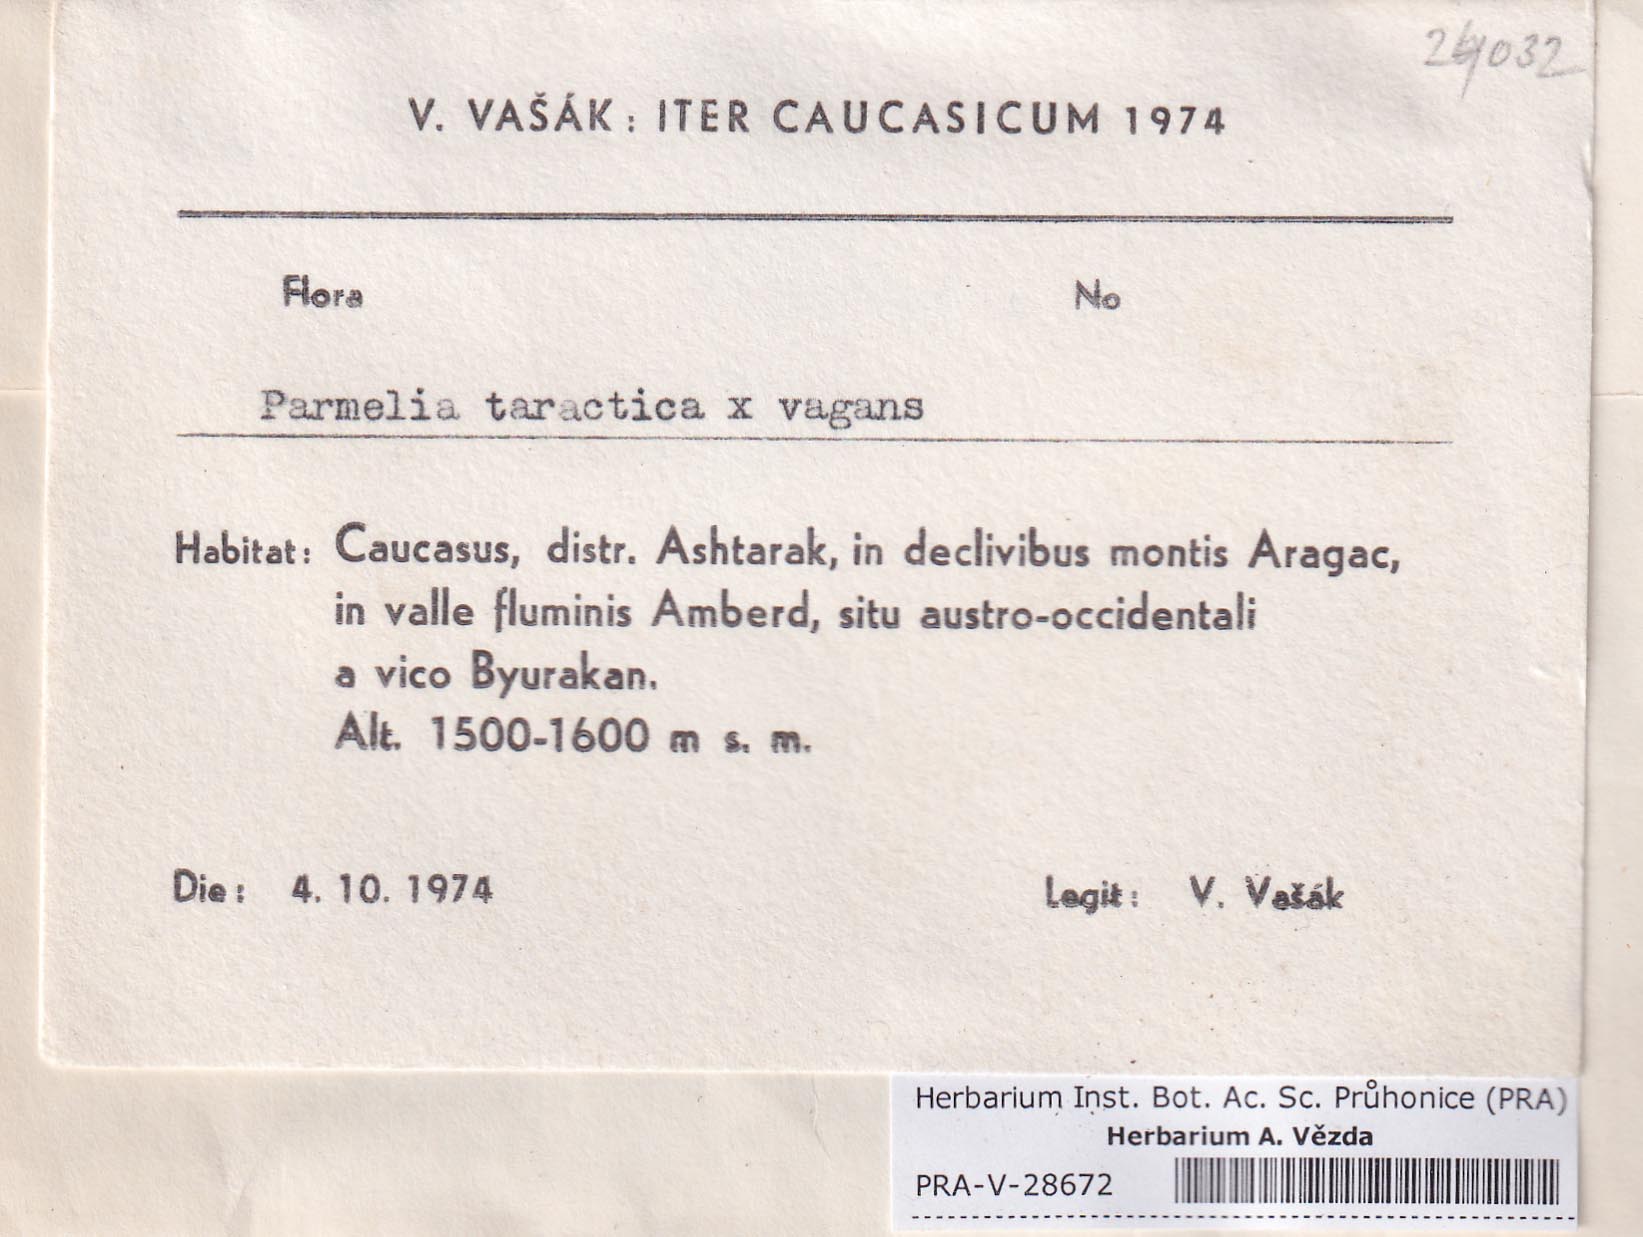 V. VAŠÁK: ITER CAUCASICUM 1974
Flora No
Parmelia taractica x vagans
Habitat: Caucasus, distr. Ashtarak, in declivibus montis Aragac,
in valle fluminis Amberd, situ austro-occidentali
a vico Byurakan.
Alt. 1500-1600 m s. m.
Die: 4. 10. 1974 Legit: V. Vašák
Herbarium Inst. Bot. Ac. Sc. Průhonice (PRA)
Herbarium A. Vězda
PRA-V-28672